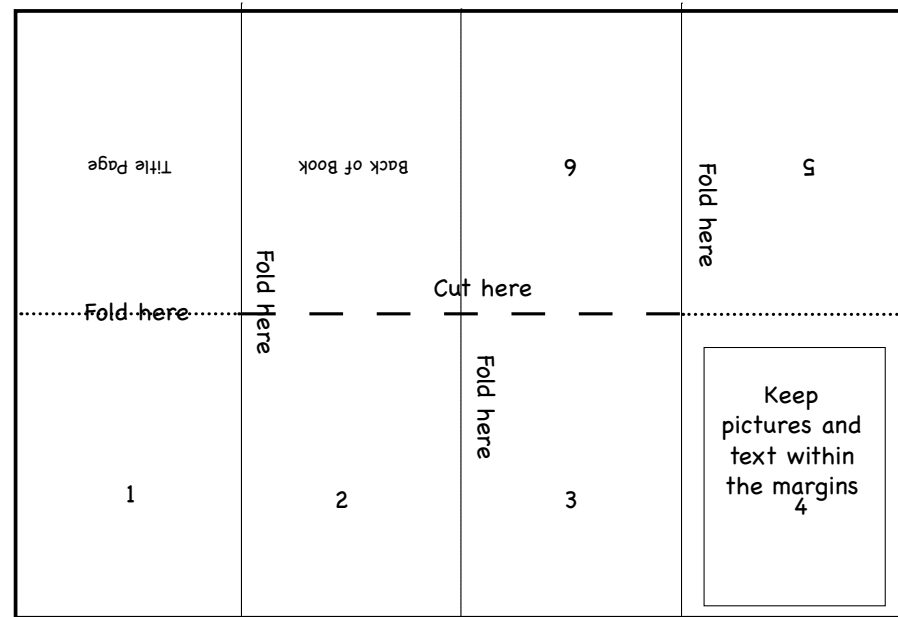 Title Page
Back of Book
6
5
Fold here
Fold here
Cut here
Fold here
Fold here
Keep
pictures and
text within
the margins
1
2
3
4